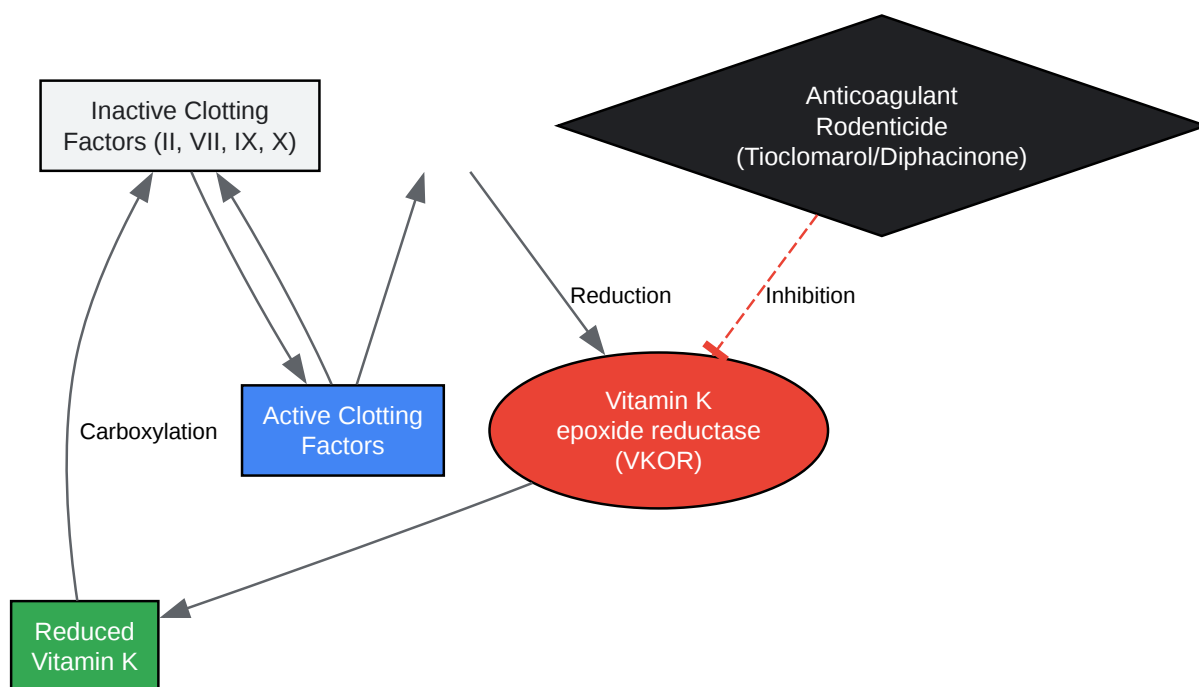 Inactive Clotting
Factors (II, VII, IX, X)
Anticoagulant
Rodenticide
(Tioclomarol/Diphacinone)
Reduction
Inhibition
Carboxylation
Active Clotting
Factors
Vitamin K
epoxide reductase
(VKOR)
Reduced
Vitamin K